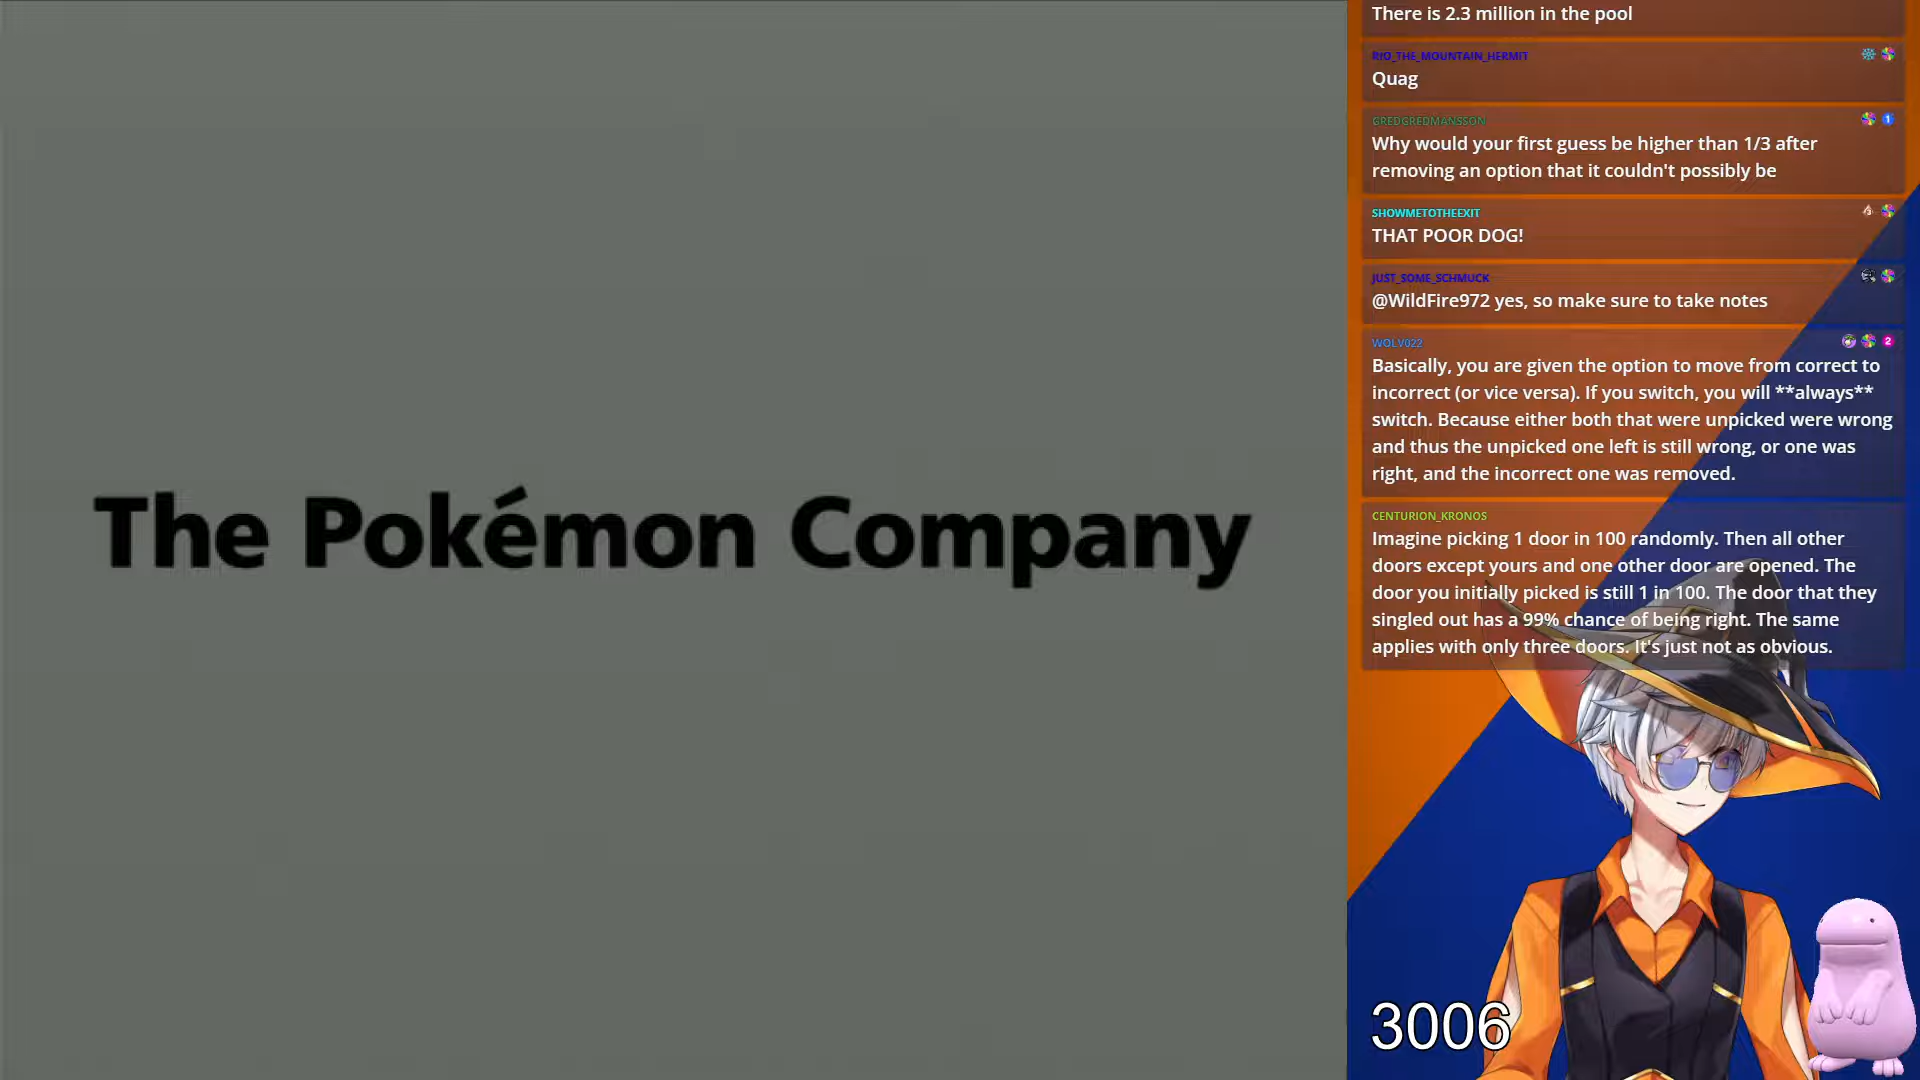 The Pokémon Company
There is 2.3 million in the pool
RIO_THE_MOUNTAIN_HERMIT
Quag
GREDGREDMANSSON
1
Why would your first guess be higher than 1/3 after
removing an option that it couldn't possibly be
SHOWMETOTHEEXIT
THAT POOR DOG!
JUST_SOME_SCHMUCK
@WildFire972 yes, so make sure to take notes
WOLV022
2
Basically, you are given the option to move from correct to
incorrect (or vice versa). If you switch, you will **always**
switch. Because either both that were unpicked were wrong
and thus the unpicked one left is still wrong, or one was
right, and the incorrect one was removed.
CENTURION_KRONOS
Imagine picking 1 door in 100 randomly. Then all other
doors except yours and one other door are opened. The
door you initially picked is still 1 in 100. The door that they
singled out has a 99% chance of being right. The same
applies with only three doors. It's just not as obvious.
3006